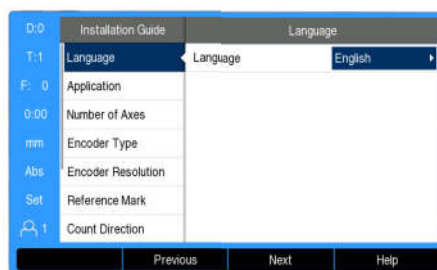 D:0
T:1
F: 0
0:00
mm
Abs
Set
1
Installation Guide
Language
Application
Number of Axes
Encoder Type
Encoder Resolution
Reference Mark
Count Direction
Language
Language English
Previous Next Help